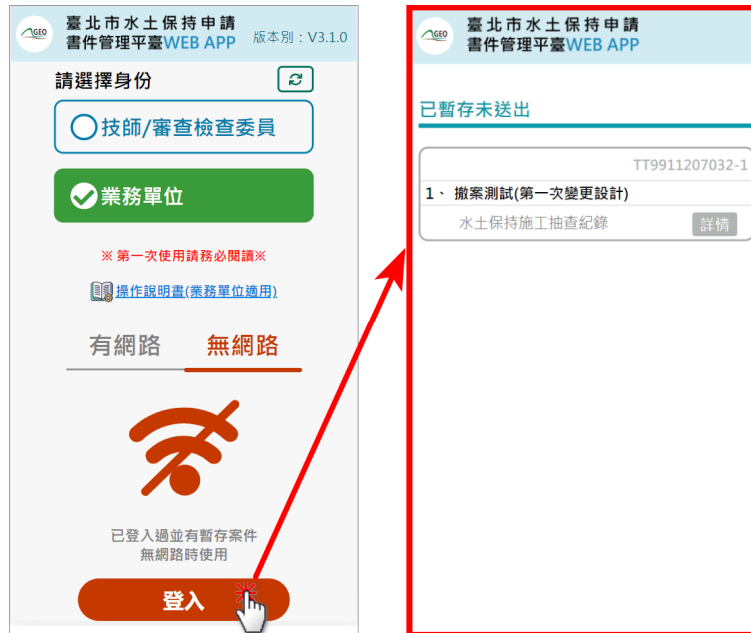 GEO
臺北市水土保持申請
書件管理平臺WEB APP
版本別：V3.1.0
請選擇身份
技師/審查檢查委員
業務單位
※ 第一次使用請務必閱讀※
操作說明書(業務單位適用)
有網路
無網路
已登入過並有暫存案件
無網路時使用
登入
GEO
臺北市水土保持申請
書件管理平臺WEB APP
已暫存未送出
TT9911207032-1
1、 撤案測試(第一次變更設計)
水土保持施工抽查紀錄
詳情